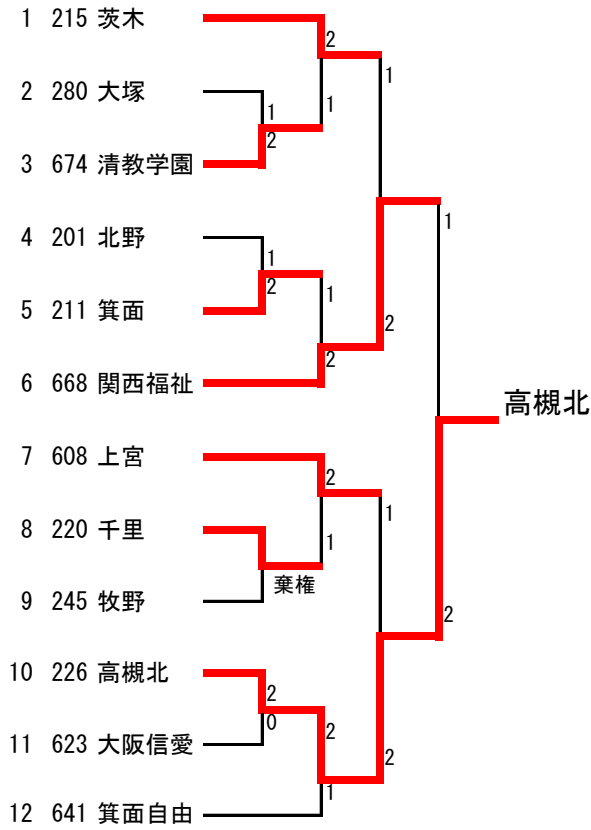 1 215 茨木
2
1
1
2 280 大塚
1
2
3 674 清教学園
1
4 201 北野
1
2
1
5 211 箕面
2
2
6 668 関西福祉
高槻北
7 608 上宮
2
1
8 220 千里
1
棄権
9 245 牧野
2
10 226 高槻北
2
0
2
11 623 大阪信愛
2
1
12 641 箕面自由